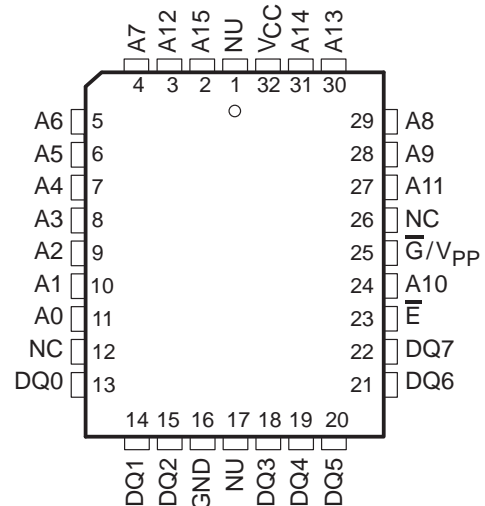 A7 A12 A15 NU VCC A14 A13
4 3 2 1 32 31 30
A6 5 29 A8
A5 6 28 A9
A4 7 27 A11
A3 8 26 NC
A2 9 25 G̅/VPP
A1 10 24 A10
A0 11 23 E̅
NC 12 22 DQ7
DQ0 13 21 DQ6
14 15 16 17 18 19 20
DQ1 DQ2 GND NU DQ3 DQ4 DQ5